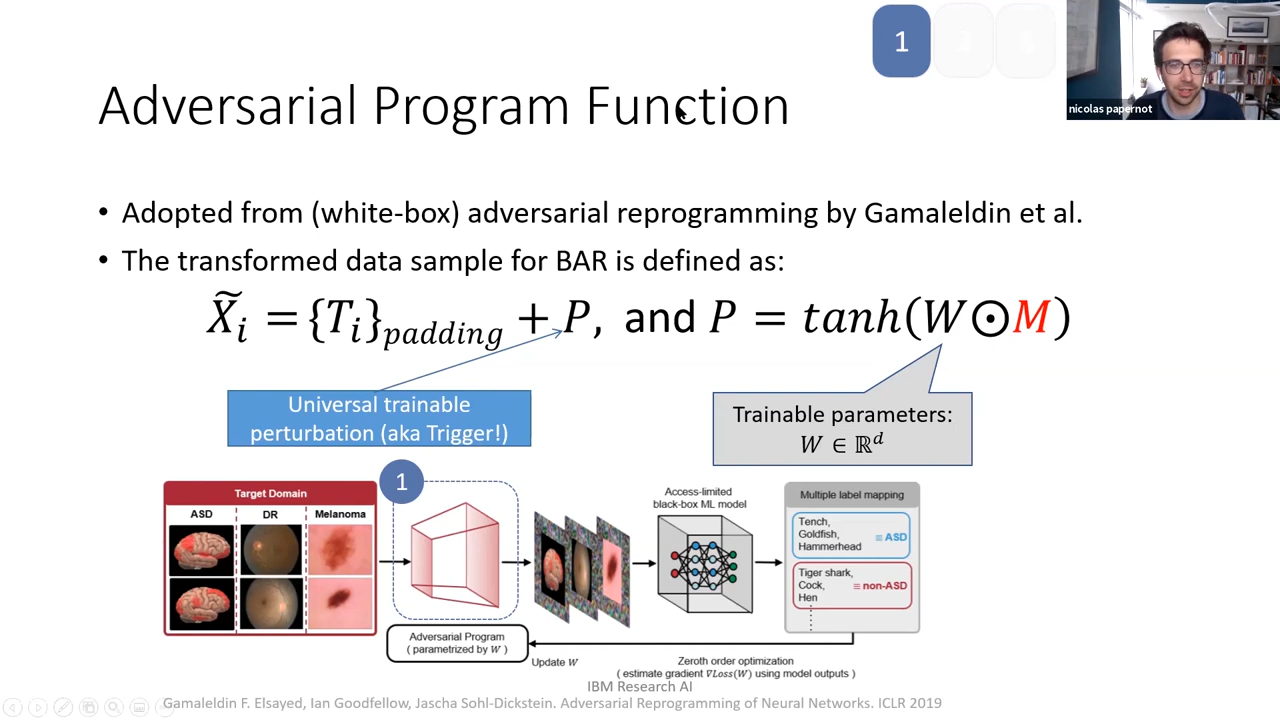 1
nicolas papernot
Adversarial Program Function
• Adopted from (white-box) adversarial reprogramming by Gamaleldin et al.
• The transformed data sample for BAR is defined as:
X̃ᵢ = {Tᵢ}padding + P, and P = tanh(W⊙M)
Universal trainable
perturbation (aka Trigger!)
Trainable parameters:
W ∈ ℝᵈ
Target Domain
ASD DR Melanoma
1
Adversarial Program
( parametrized by W )
Update W
Access-limited
black-box ML model
Zeroth order optimization
( estimate gradient ∇Loss(W) using model outputs )
Multiple label mapping
Tench,
Goldfish,
Hammerhead
≡ ASD
Tiger shark,
Cock,
Hen
≡ non-ASD
IBM Research AI
Gamaleldin F. Elsayed, Ian Goodfellow, Jascha Sohl-Dickstein. Adversarial Reprogramming of Neural Networks. ICLR 2019